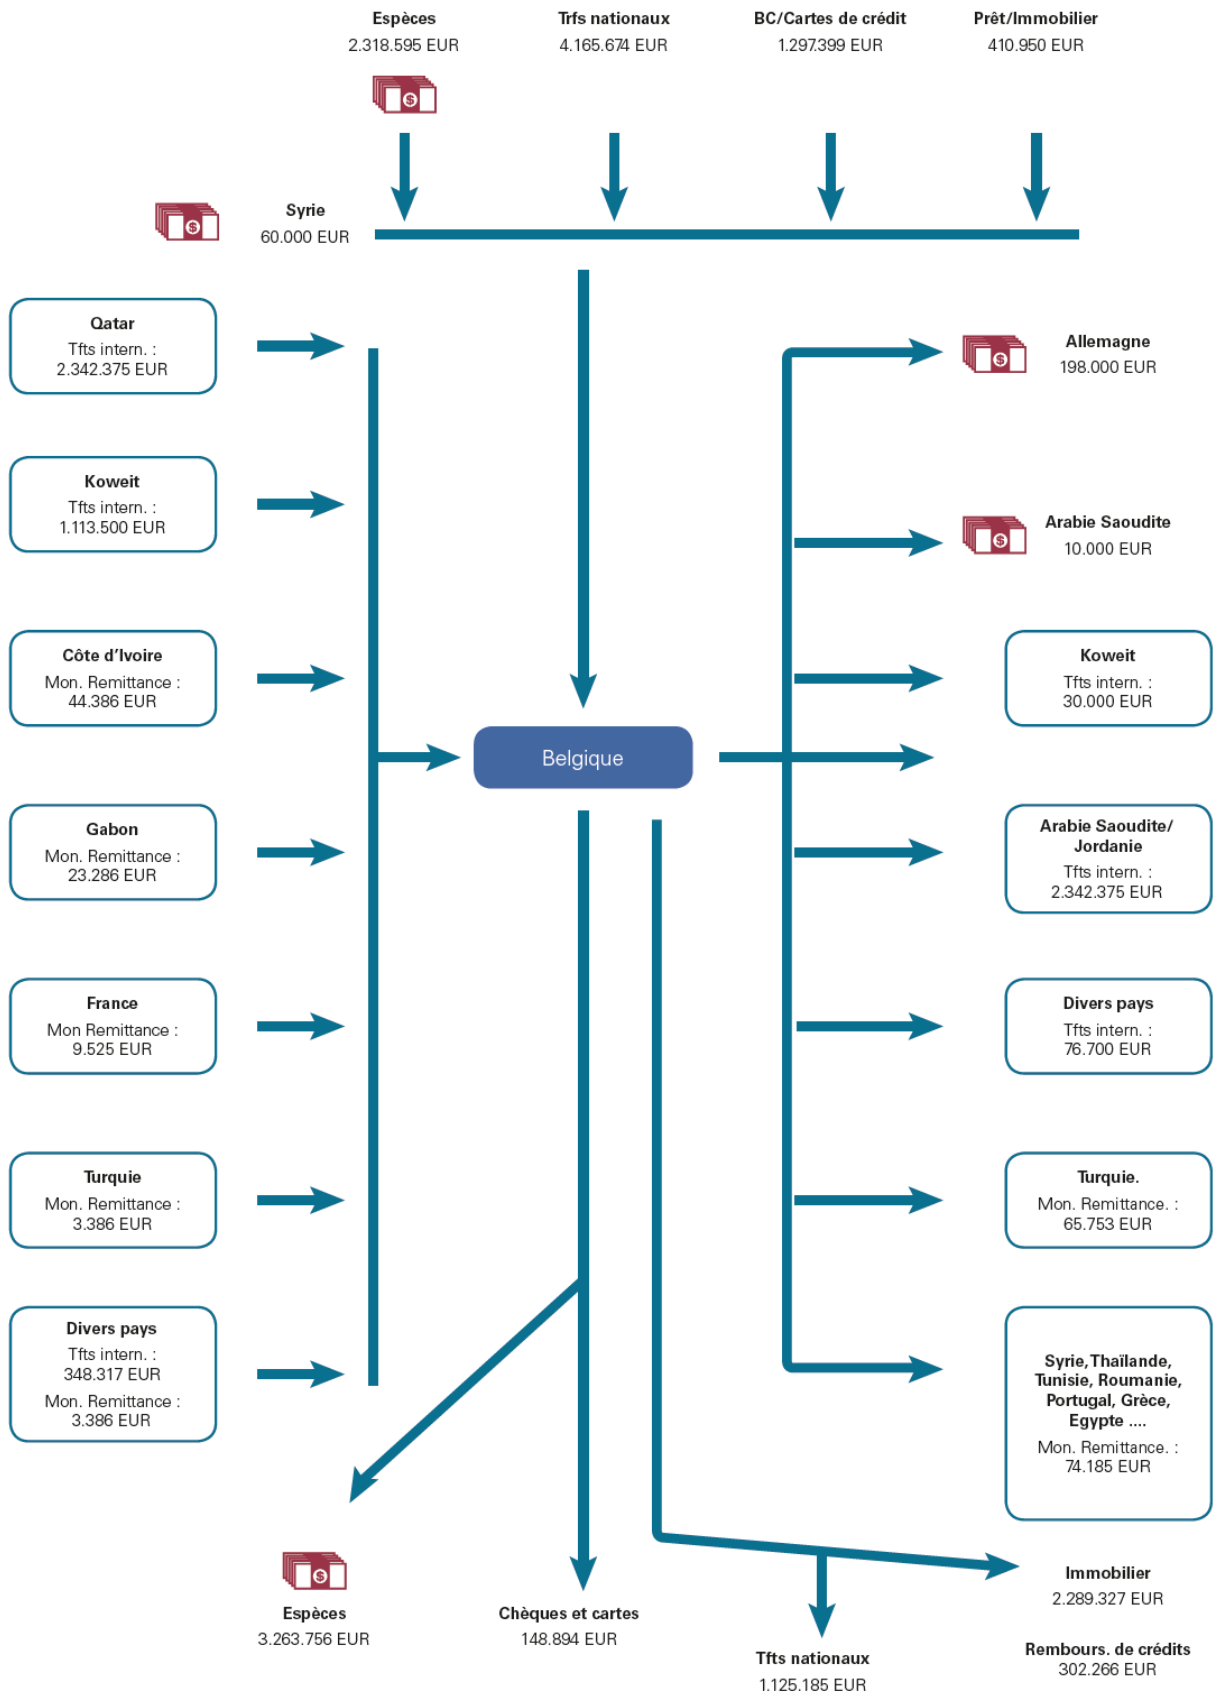 Espèces
2.318.595 EUR
Trfs nationaux
4.165.674 EUR
BC/Cartes de crédit
1.297.399 EUR
Prêt/Immobilier
410.950 EUR
Syrie
60.000 EUR
Qatar
Tfts intern. :
2.342.375 EUR
Koweit
Tfts intern. :
1.113.500 EUR
Côte d'Ivoire
Mon. Remittance :
44.386 EUR
Gabon
Mon. Remittance :
23.286 EUR
France
Mon Remittance :
9.525 EUR
Turquie
Mon. Remittance :
3.386 EUR
Divers pays
Tfts intern. :
348.317 EUR
Mon. Remittance :
3.386 EUR
Belgique
Allemagne
198.000 EUR
Arabie Saoudite
10.000 EUR
Koweit
Tfts intern. :
30.000 EUR
Arabie Saoudite/
Jordanie
Tfts intern. :
2.342.375 EUR
Divers pays
Tfts intern. :
76.700 EUR
Turquie.
Mon. Remittance. :
65.753 EUR
Syrie, Thaïlande,
Tunisie, Roumanie,
Portugal, Grèce,
Egypte ....
Mon. Remittance. :
74.185 EUR
Espèces
3.263.756 EUR
Chèques et cartes
148.894 EUR
Tfts nationaux
1.125.185 EUR
Immobilier
2.289.327 EUR
Rembours. de crédits
302.266 EUR